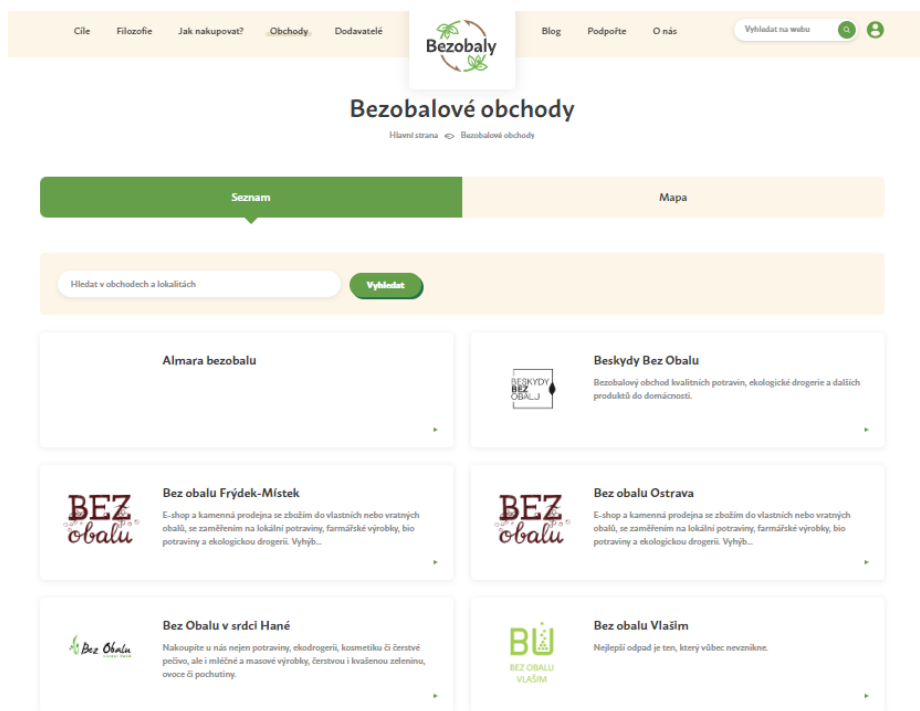 Cíle Filozofie Jak nakupovat? Obchody Dodavatelé Bezobaly Blog Podpořte O nás Vyhledat na webu
Bezobalové obchody
Hlavní strana Bezobalové obchody
Seznam Mapa
Hledat v obchodech a lokalitách Vyhledat
Almara bezobalu
BESKYDY
BEZ
OBALU
Beskydy Bez Obalu
Bezobalový obchod kvalitních potravin, ekologické drogerie a dalších
produktů do domácnosti.
BEZ
obalu
Bez obalu Frýdek-Místek
E-shop a kamenná prodejna se zbožím do vlastních nebo vratných
obalů, se zaměřením na lokální potraviny, farmářské výrobky, bio
potraviny a ekologickou drogerii. Vyhýb...
BEZ
obalu
Bez obalu Ostrava
E-shop a kamenná prodejna se zbožím do vlastních nebo vratných
obalů, se zaměřením na lokální potraviny, farmářské výrobky, bio
potraviny a ekologickou drogerii. Vyhýb...
Bez Obalu
Bez Obalu v srdci Hané
Nakoupíte u nás nejen potraviny, ekodrogerii, kosmetiku či čerstvé
pečivo, ale i mléčné a masové výrobky, čerstvou i kvašenou zeleninu,
ovoce či pochutiny.
BU
BEZ OBALU
VLAŠIM
Bez obalu Vlašim
Nejlepší odpad je ten, který vůbec nevznikne.